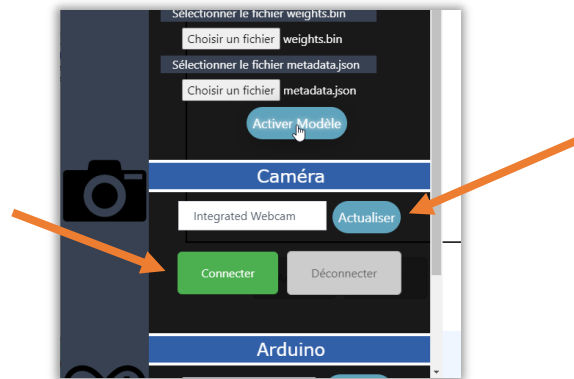 Sélectionner le fichier weights.bin
Choisir un fichier weights.bin
Sélectionner le fichier metadata.json
Choisir un fichier metadata.json
Activer Modèle
Caméra
Integrated Webcam Actualiser
Connecter Déconnecter
Arduino